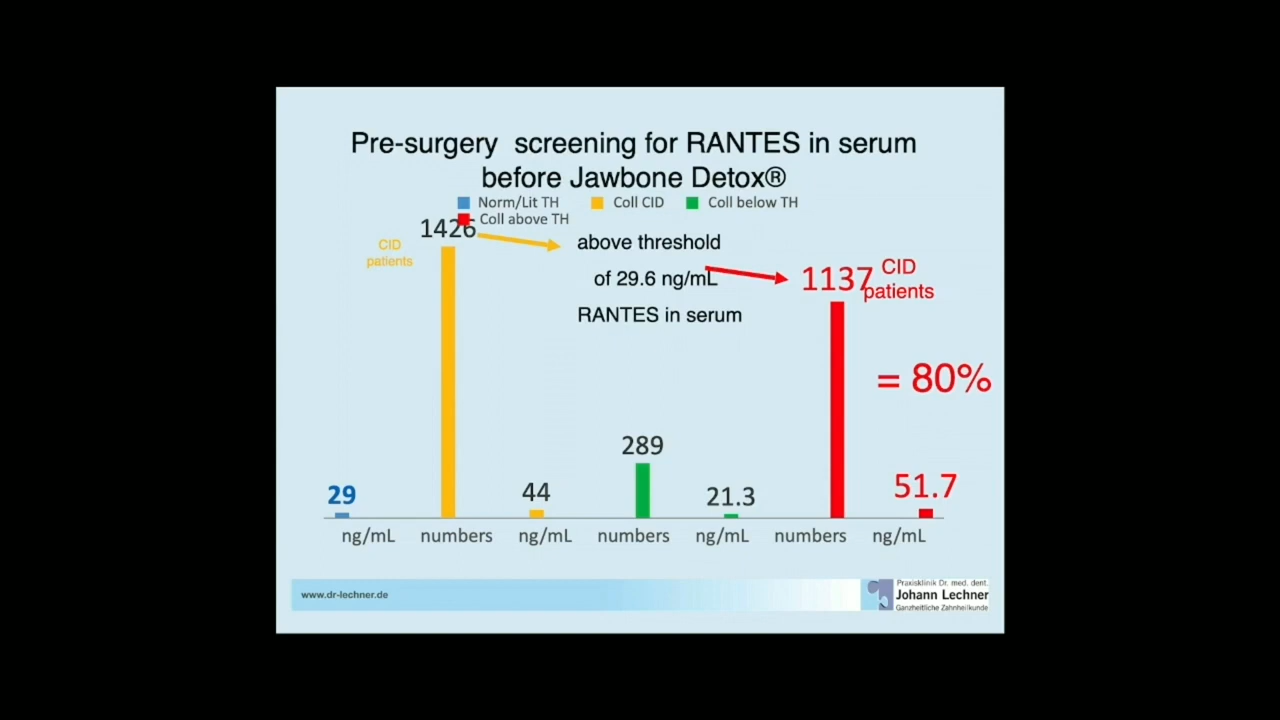 Pre-surgery screening for RANTES in serum
before Jawbone Detox®
Norm/Lit TH Coll CID Coll below TH
Coll above TH
1426
CID
patients
above threshold
of 29.6 ng/mL
RANTES in serum
1137
CID
patients
= 80%
29
44
289
21.3
51.7
ng/mL numbers ng/mL numbers ng/mL numbers ng/mL
www.dr-lechner.de
Praxisklinik Dr. med. dent.
Johann Lechner
Ganzheitliche Zahnheilkunde